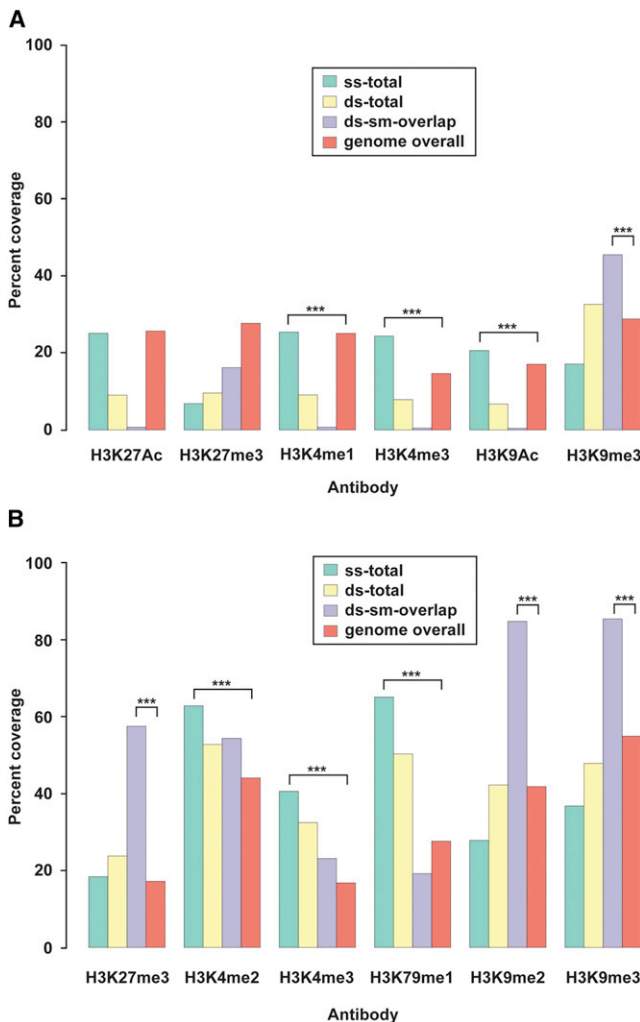 A
100
80
60
40
20
0
Percent coverage
ss-total
ds-total
ds-sm-overlap
genome overall
***
***
***
***
H3K27Ac
H3K27me3
H3K4me1
H3K4me3
H3K9Ac
H3K9me3
Antibody
B
100
80
60
40
20
0
Percent coverage
ss-total
ds-total
ds-sm-overlap
genome overall
***
***
***
***
***
***
H3K27me3
H3K4me2
H3K4me3
H3K79me1
H3K9me2
H3K9me3
Antibody